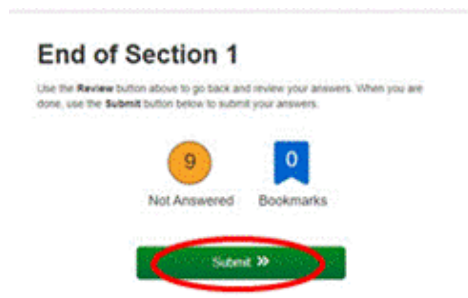 End of Section 1
Use the Review button above to go back and review your answers. When you are
done, use the Submit button below to submit your answers.
9
0
Not Answered
Bookmarks
Submit »